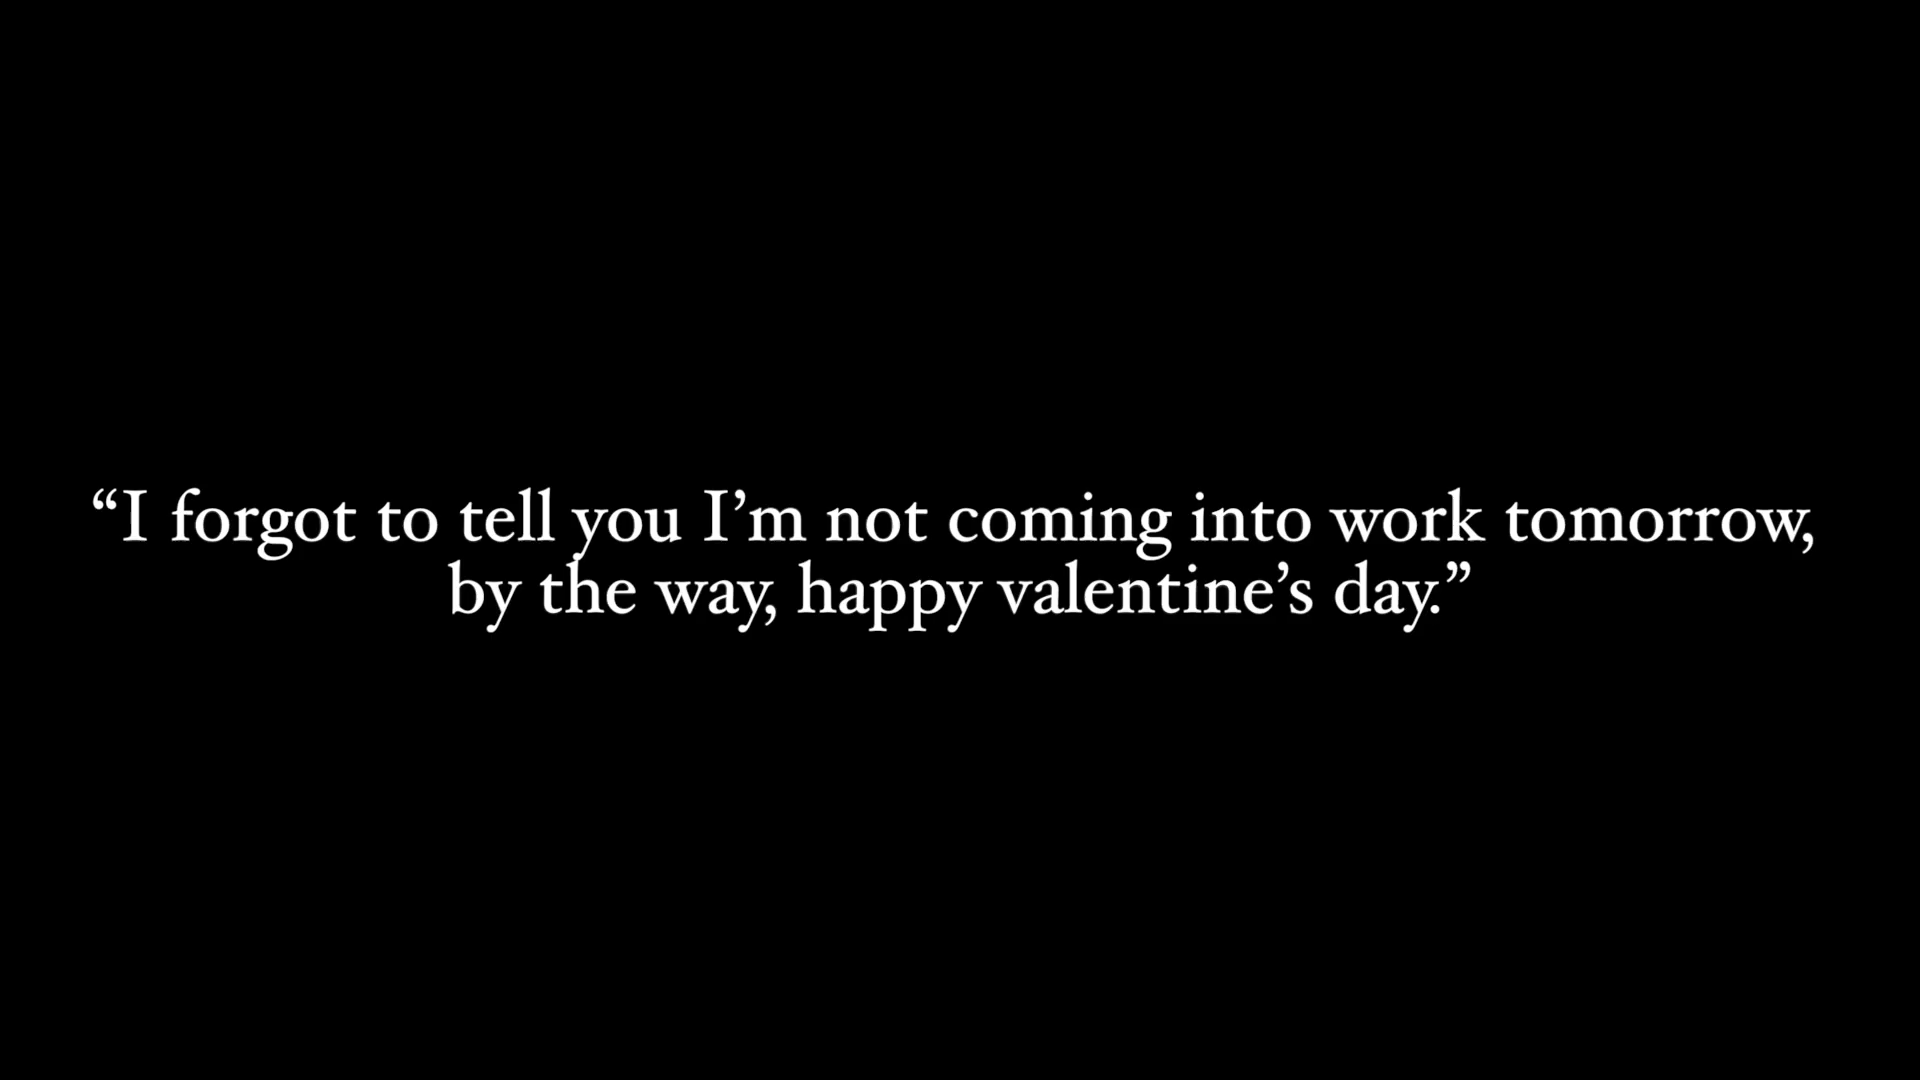 “I forgot to tell you I’m not coming into work tomorrow,
by the way, happy valentine’s day.”